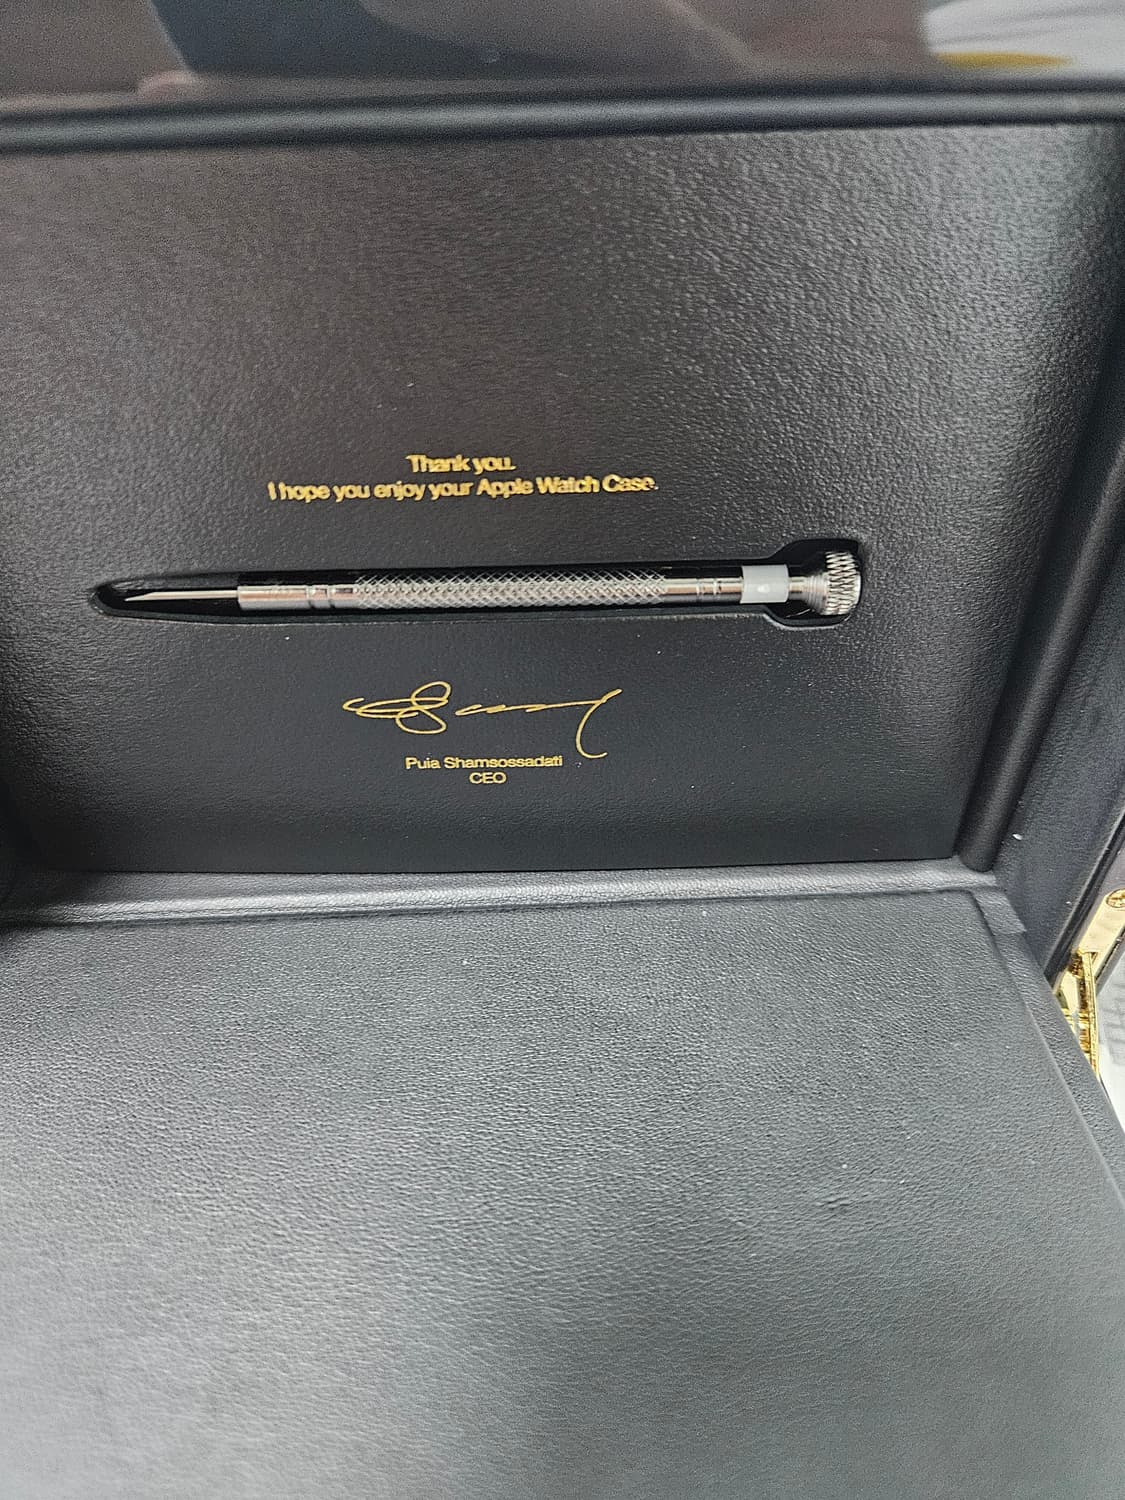 Thank you.
I hope you enjoy your Apple Watch Case.
Puia Shamsossadati
CEO